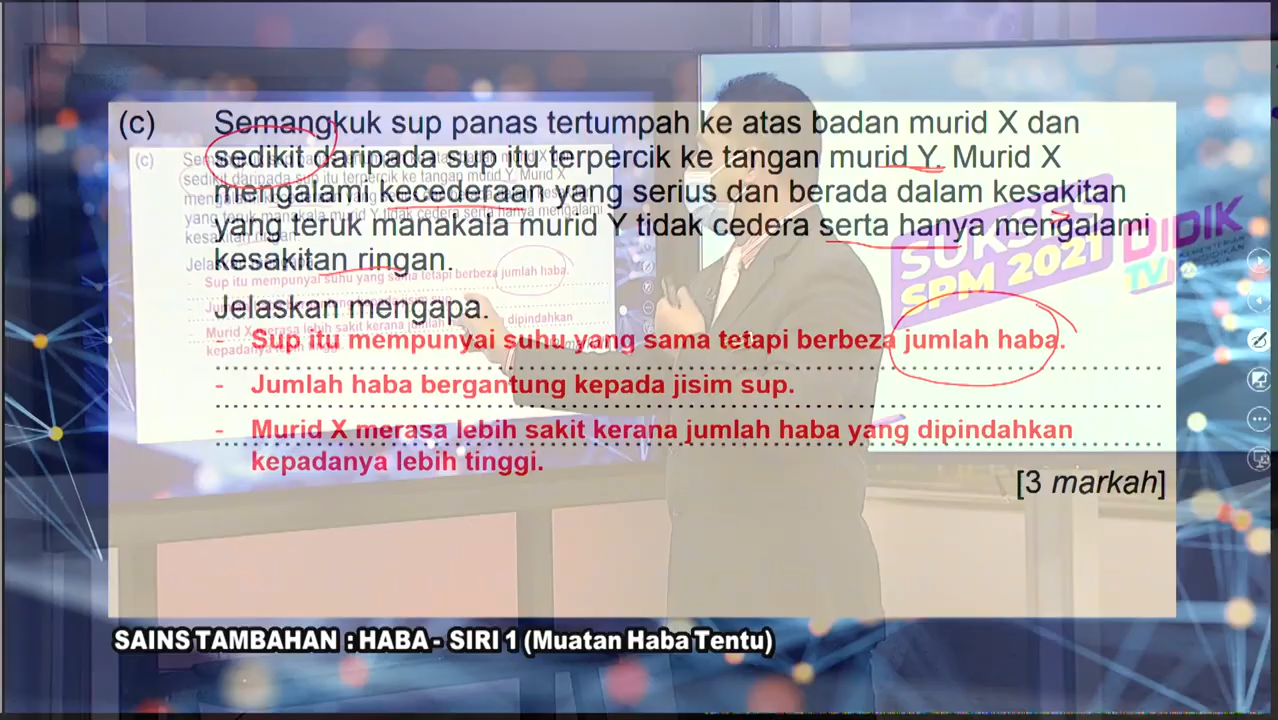 (c) Semangkuk sup panas tertumpah ke atas badan murid X dan
sedikit daripada sup itu terpercik ke tangan murid Y. Murid X
mengalami kecederaan yang serius dan berada dalam kesakitan
yang teruk manakala murid Y tidak cedera serta hanya mengalami
kesakitan ringan.
Jelaskan mengapa.
- Sup itu mempunyai suhu yang sama tetapi berbeza jumlah haba.
- Jumlah haba bergantung kepada jisim sup.
- Murid X merasa lebih sakit kerana jumlah haba yang dipindahkan
kepadanya lebih tinggi.
[3 markah]
SUKSES
SPM 2021
DIDIK
TV
KEMENTERIAN
PENDIDIKAN
SAINS TAMBAHAN : HABA - SIRI 1 (Muatan Haba Tentu)